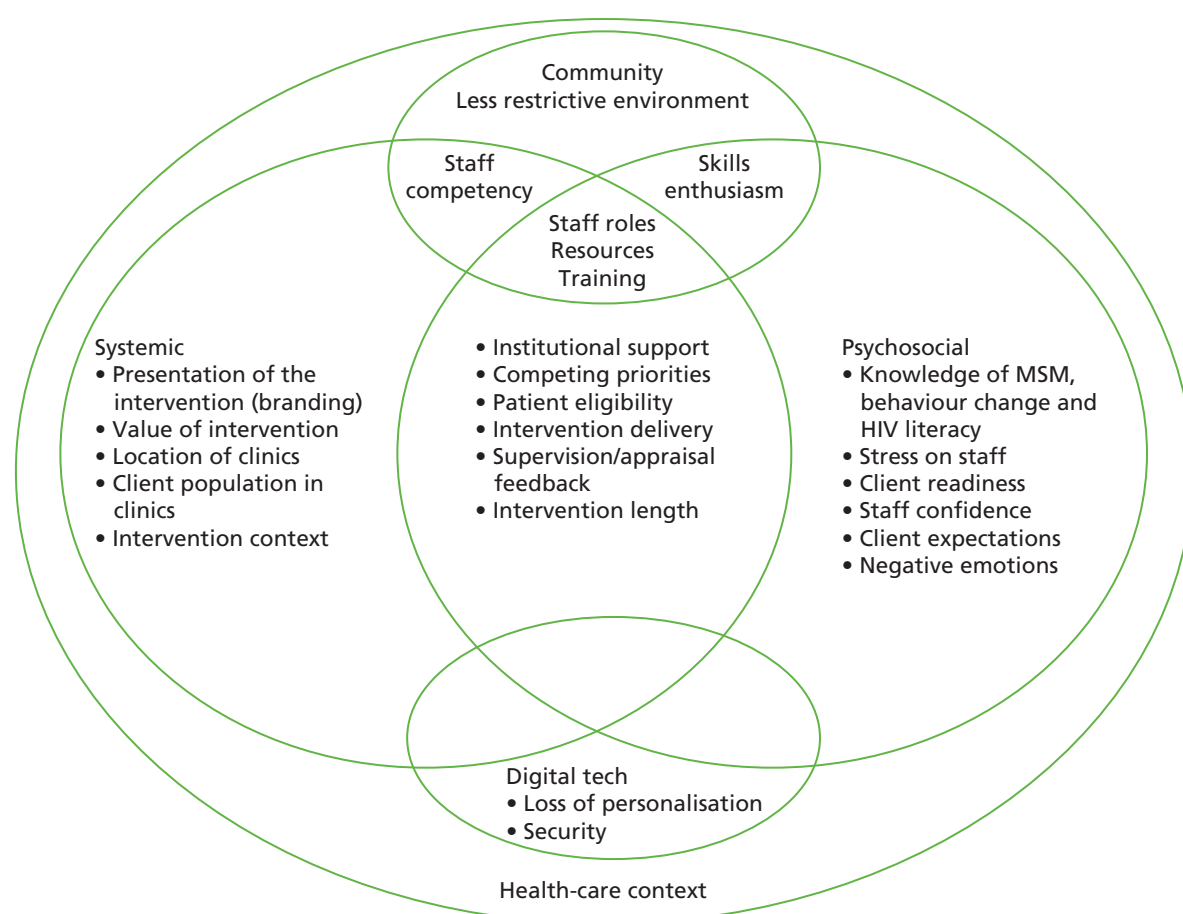 Community
Less restrictive environment
Staff
competency
Skills
enthusiasm
Staff roles
Resources
Training
Systemic
• Presentation of the
intervention (branding)
• Value of intervention
• Location of clinics
• Client population in
clinics
• Intervention context
• Institutional support
• Competing priorities
• Patient eligibility
• Intervention delivery
• Supervision/appraisal
feedback
• Intervention length
Psychosocial
• Knowledge of MSM,
behaviour change and
HIV literacy
• Stress on staff
• Client readiness
• Staff confidence
• Client expectations
• Negative emotions
Digital tech
• Loss of personalisation
• Security
Health-care context